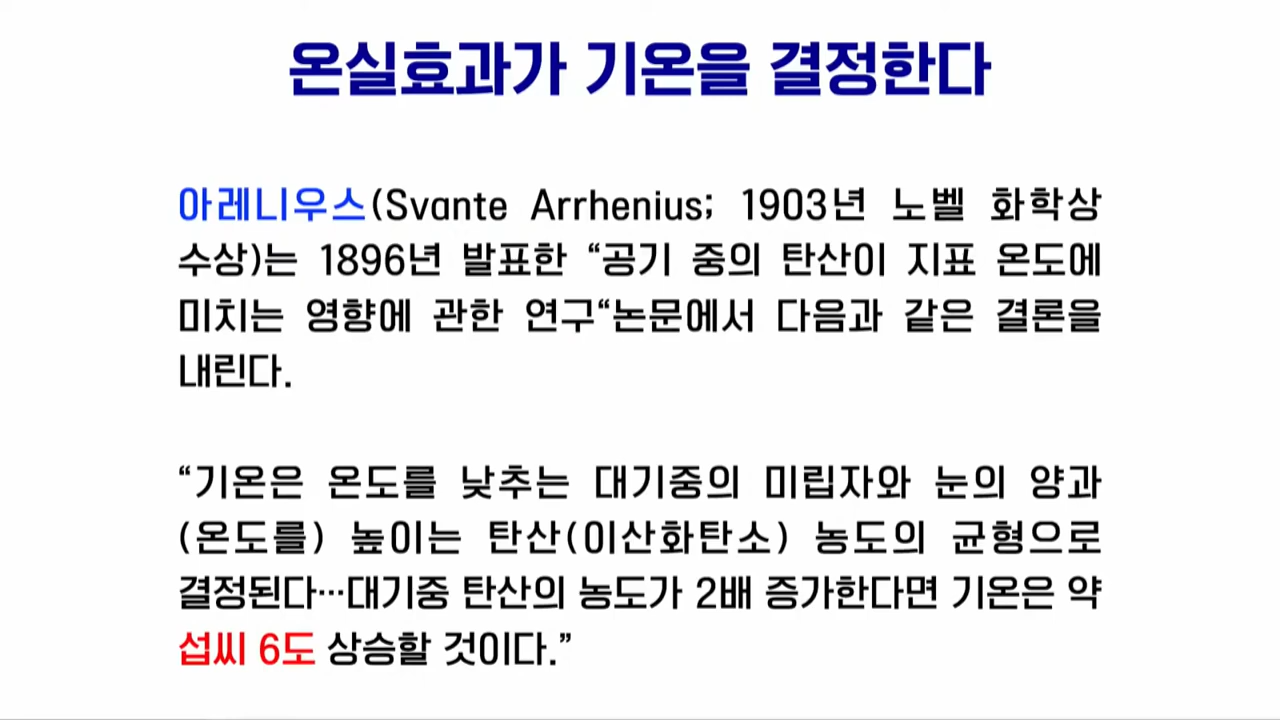 온실효과가 기온을 결정한다
아레니우스(Svante Arrhenius; 1903년 노벨 화학상
수상)는 1896년 발표한 “공기 중의 탄산이 지표 온도에
미치는 영향에 관한 연구“논문에서 다음과 같은 결론을
내린다.
“기온은 온도를 낮추는 대기중의 미립자와 눈의 양과
(온도를) 높이는 탄산(이산화탄소) 농도의 균형으로
결정된다…대기중 탄산의 농도가 2배 증가한다면 기온은 약
섭씨 6도 상승할 것이다.”